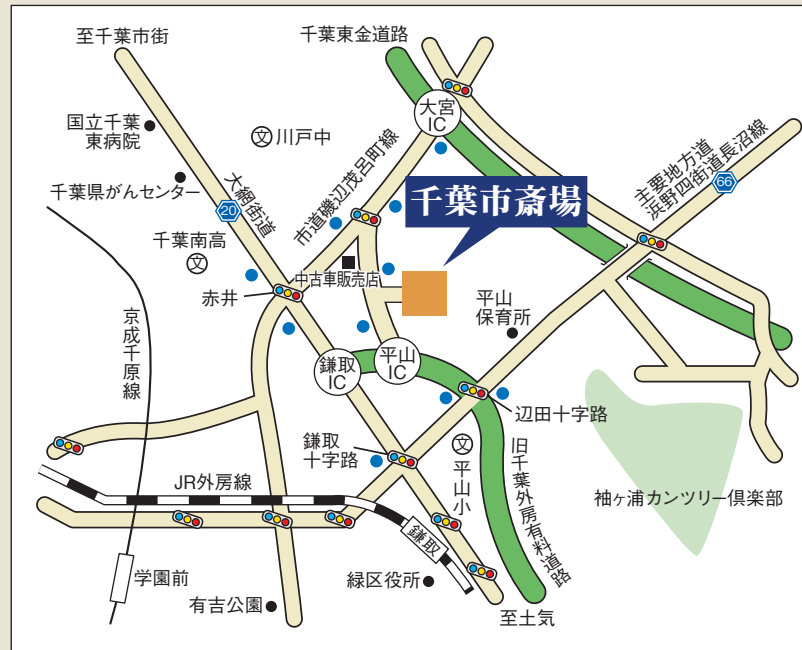 至千葉市街
千葉東金道路
大宮
IC
国立千葉
東病院
文
川戸中
市道磯辺茂呂町線
主要地方道
浜野四街道長沼線
66
千葉県がんセンター
大網街道
20
千葉市斎場
千葉南高
文
中古車販売店
赤井
平山
保育所
京成千原線
鎌取
IC
平山
IC
辺田十字路
鎌取
十字路
文
平山小
旧千葉外房有料道路
JR外房線
袖ヶ浦カンツリー倶楽部
鎌取
学園前
緑区役所
有吉公園
至土気